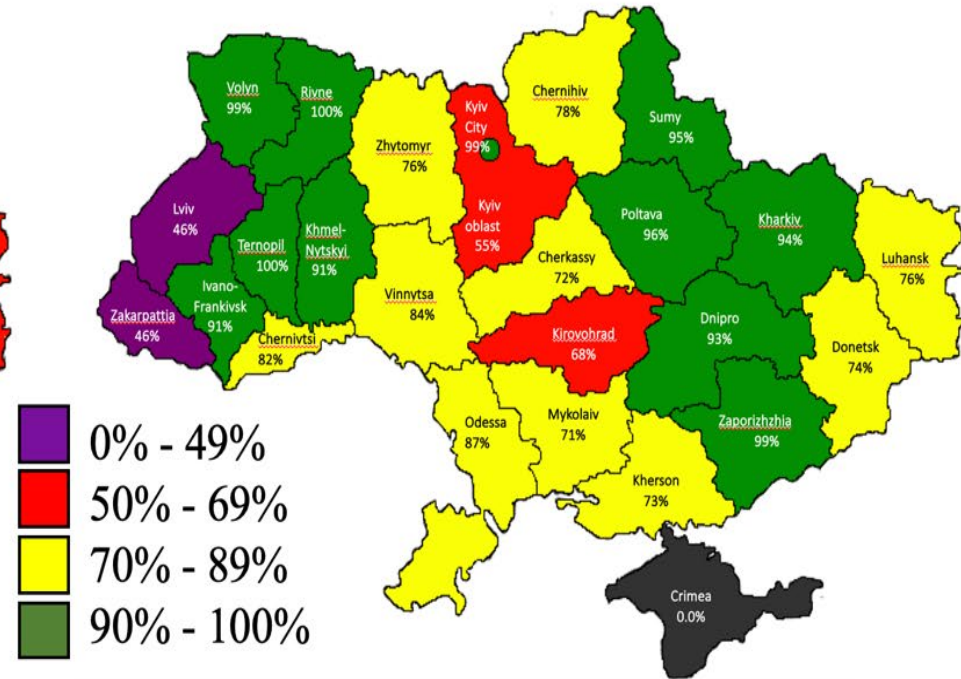 Volyn
99%
Rivne
100%
Zhytomyr
76%
Kyiv
City
99%
Chernihiv
78%
Sumy
95%
Lviv
46%
Ternopil
100%
Khmel-
Nytskyi
91%
Kyiv
oblast
55%
Poltava
96%
Kharkiv
94%
Luhansk
76%
Cherkassy
72%
Zakarpattia
46%
Ivano-
Frankivsk
91%
Chernivtsi
82%
Vinnytsa
84%
Kirovohrad
68%
Dnipro
93%
Donetsk
74%
Odessa
87%
Mykolaiv
71%
Zaporizhzhia
99%
Kherson
73%
Crimea
0.0%
0% - 49%
50% - 69%
70% - 89%
90% - 100%